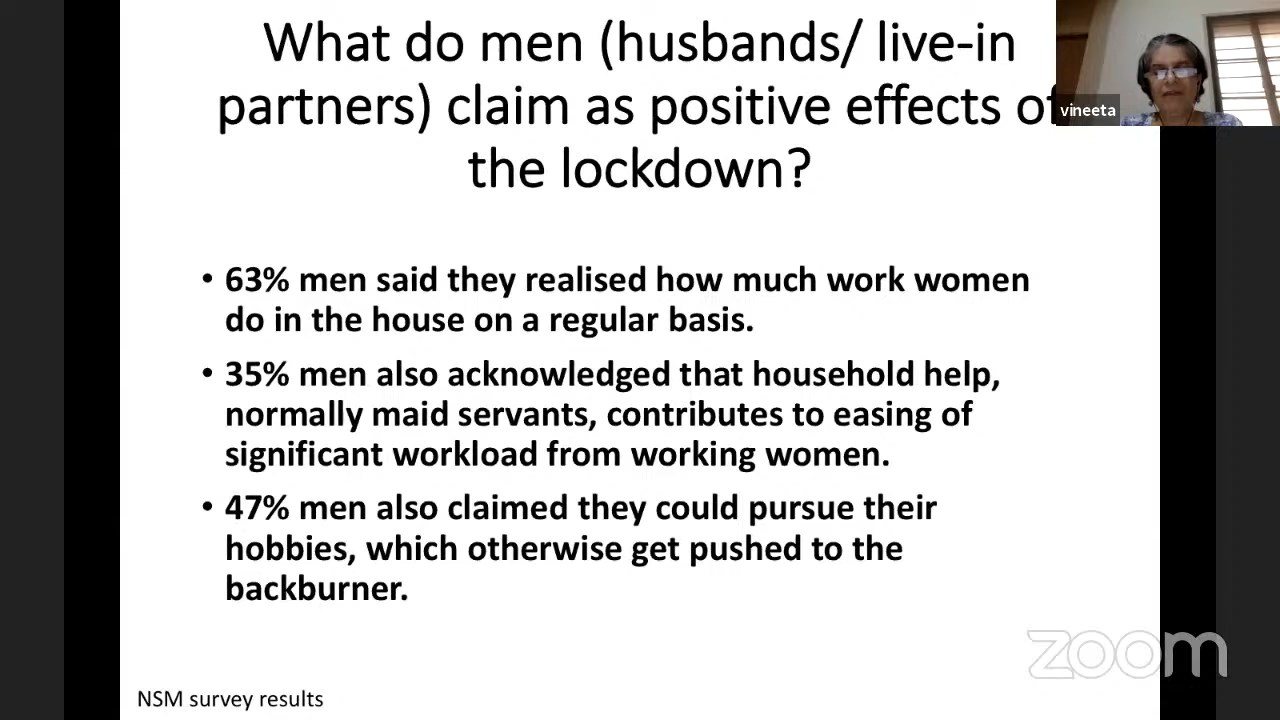 What do men (husbands/ live-in
partners) claim as positive effects of
the lockdown?
vineeta
• 63% men said they realised how much work women
do in the house on a regular basis.
• 35% men also acknowledged that household help,
normally maid servants, contributes to easing of
significant workload from working women.
• 47% men also claimed they could pursue their
hobbies, which otherwise get pushed to the
backburner.
zoom
NSM survey results